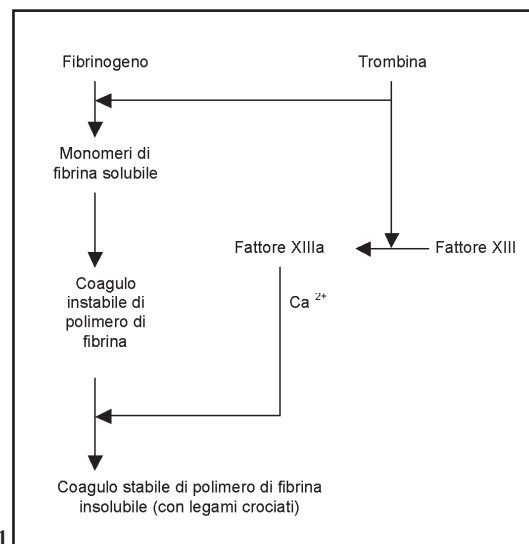 Fibrinogeno
Trombina
Monomeri di
fibrina solubile
Fattore XIIIa
Fattore XIII
Coagulo
instabile di
polimero di
fibrina
Ca 2+
Coagulo stabile di polimero di fibrina
insolubile (con legami crociati)
1